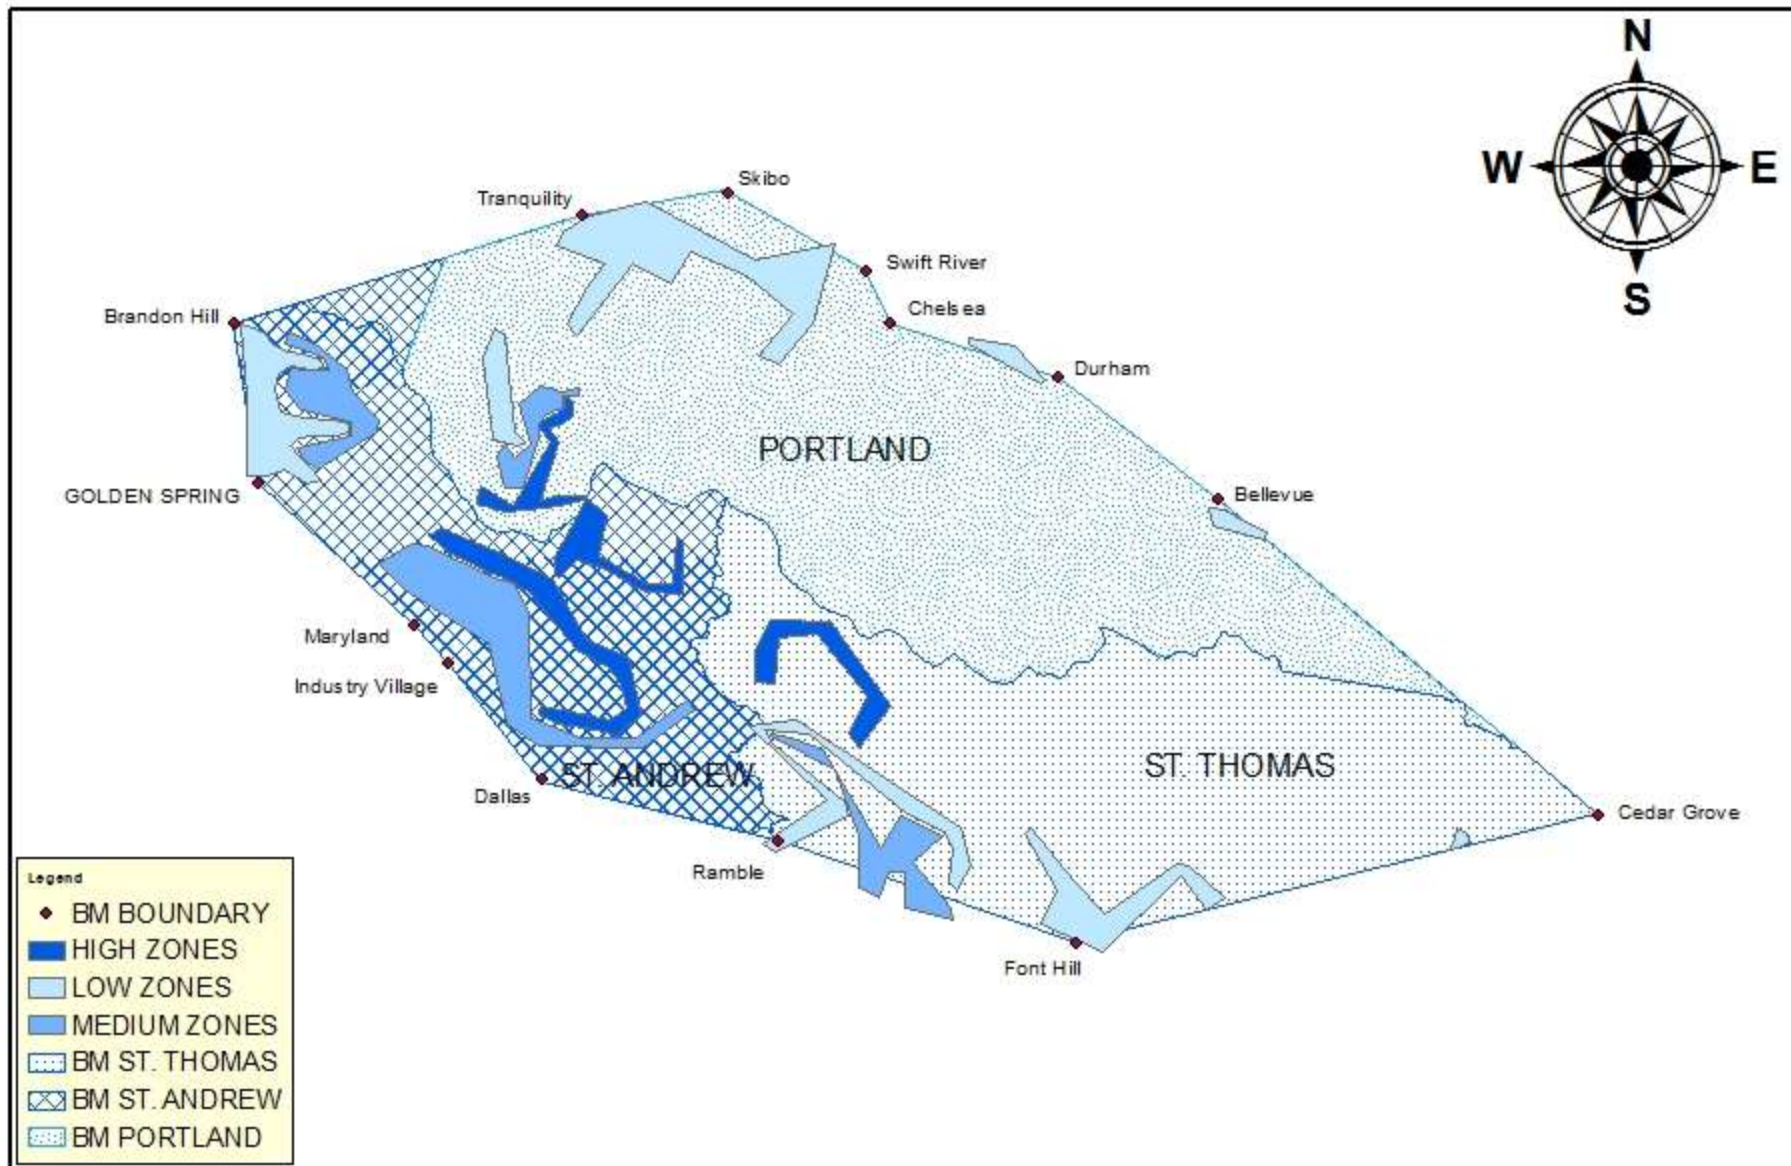 N
W
E
S
Skibo
Tranquility
Swift River
Chelsea
Brandon Hill
Durham
PORTLAND
GOLDEN SPRING
Bellevue
Maryland
Industry Village
ST. ANDREW
ST. THOMAS
Dallas
Cedar Grove
Ramble
Font Hill
Legend
BM BOUNDARY
HIGH ZONES
LOW ZONES
MEDIUM ZONES
BM ST. THOMAS
BM ST. ANDREW
BM PORTLAND